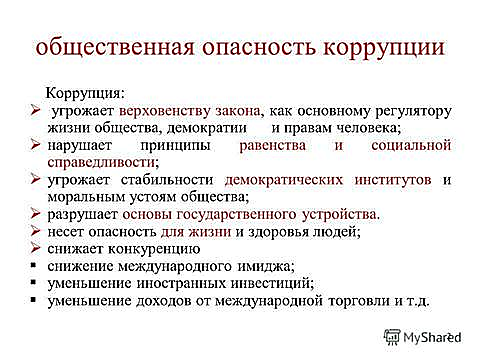 общественная опасность коррупции
Коррупция:
угрожает верховенству закона, как основному регулятору
жизни общества, демократии и правам человека;
нарушает принципы равенства и социальной
справедливости;
угрожает стабильности демократических институтов и
моральным устоям общества;
разрушает основы государственного устройства.
несет опасность для жизни и здоровья людей;
снижает конкуренцию
снижение международного имиджа;
уменьшение иностранных инвестиций;
уменьшение доходов от международной торговли и т.д.
MyShared